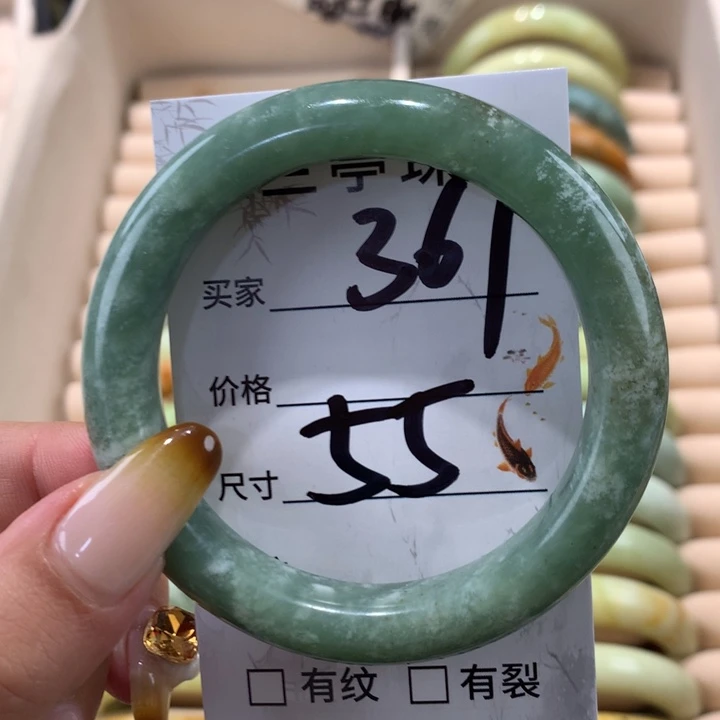 买家 361
价格
尺寸 55
□ 有纹 □ 有裂